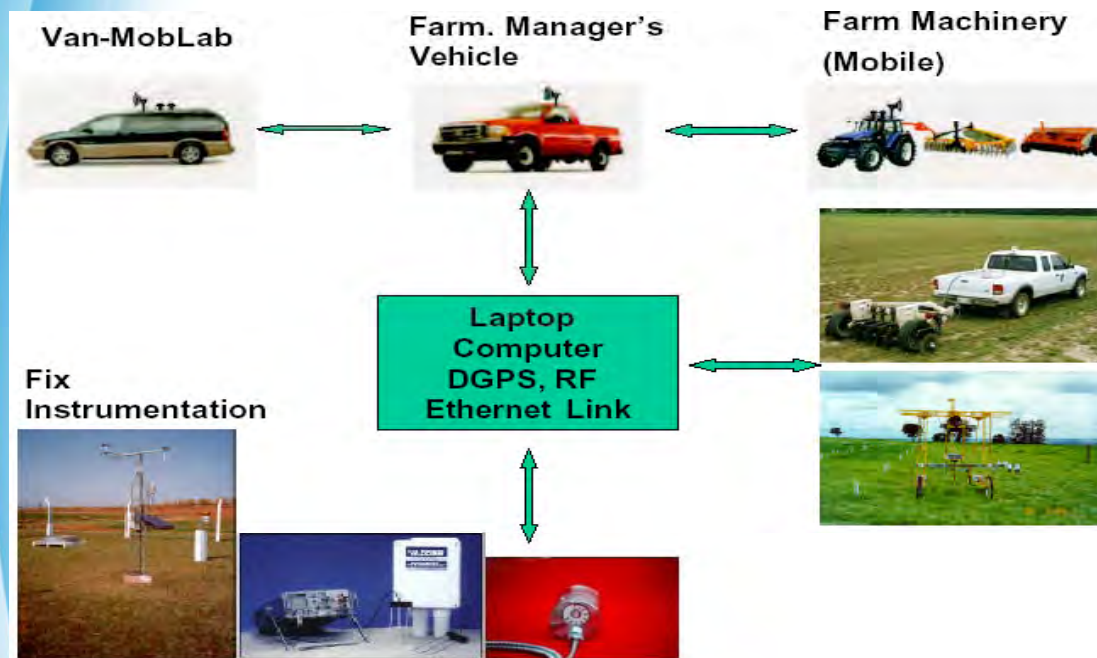 Van-MobLab
Farm. Manager's
Vehicle
Farm Machinery
(Mobile)
Laptop
Computer
DGPS, RF
Ethernet Link
Fix
Instrumentation